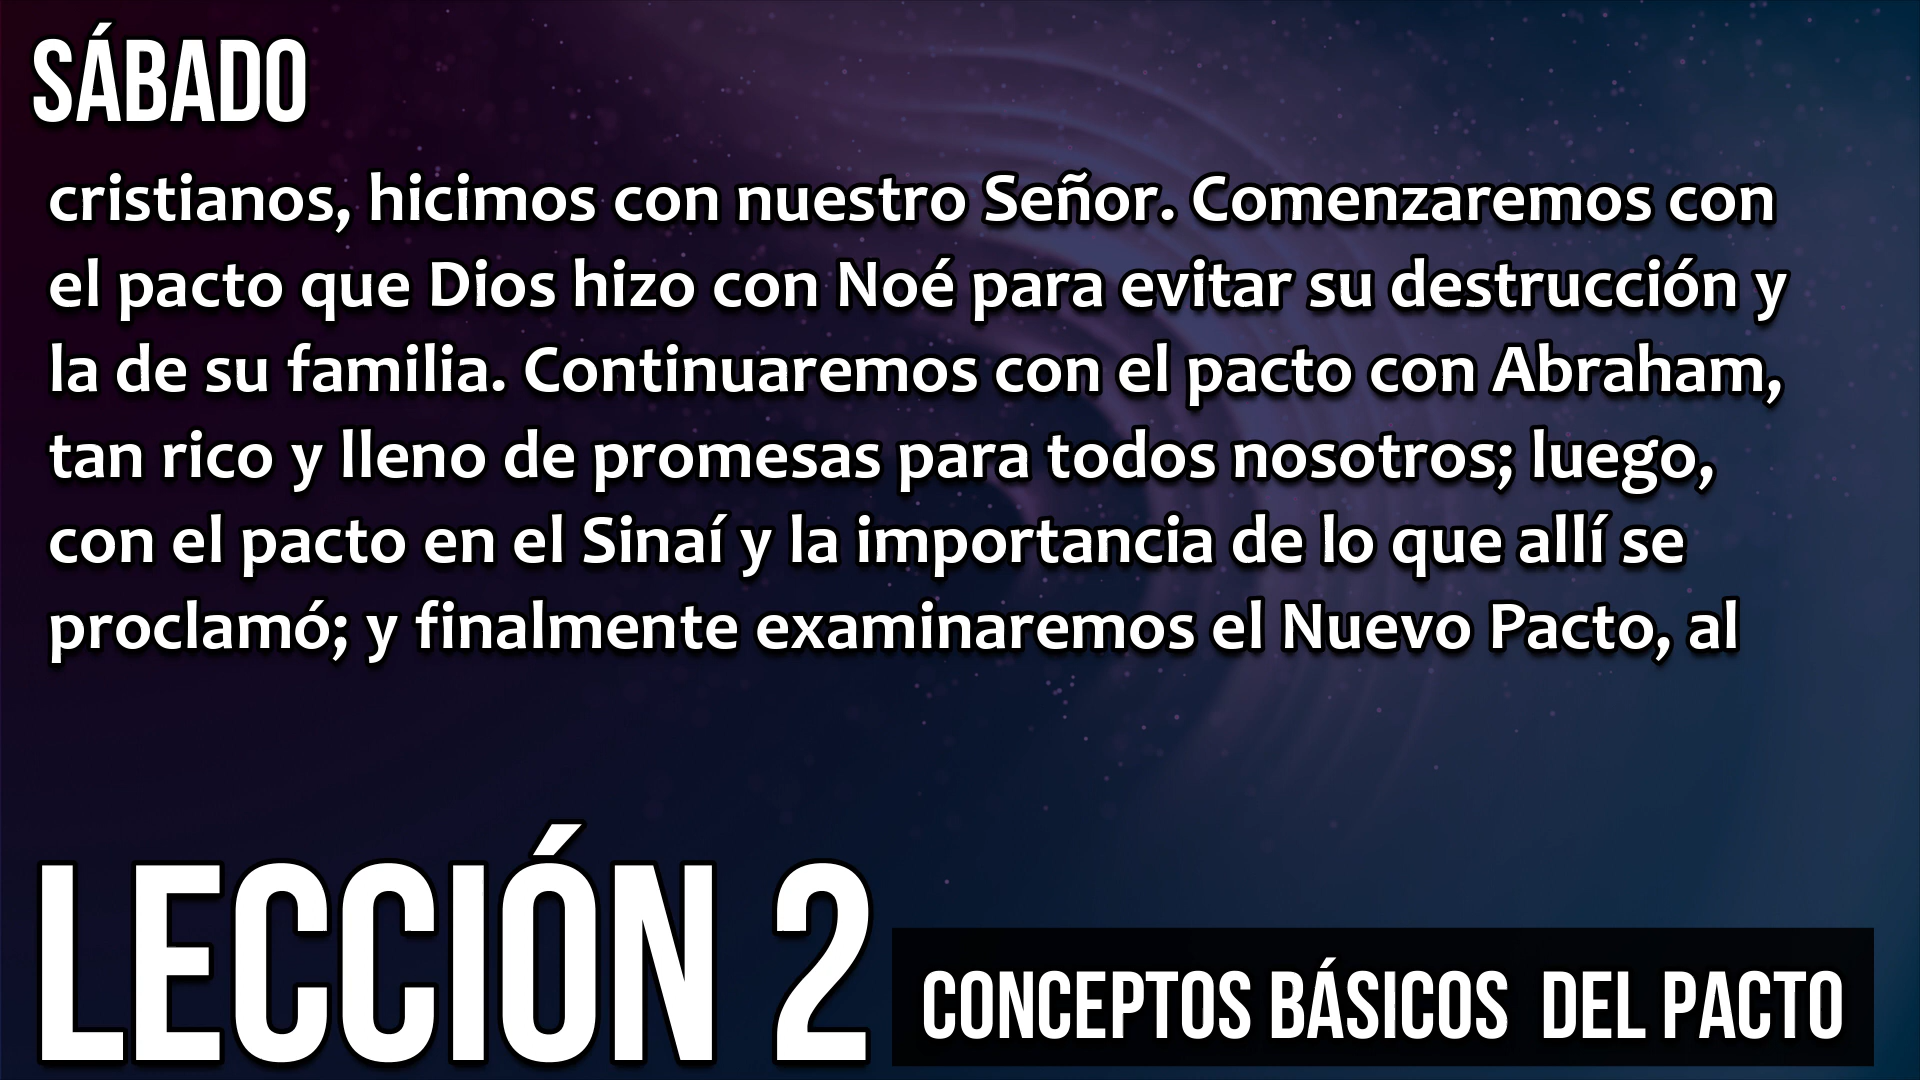 SÁBADO
cristianos, hicimos con nuestro Señor. Comenzaremos con
el pacto que Dios hizo con Noé para evitar su destrucción y
la de su familia. Continuaremos con el pacto con Abraham,
tan rico y lleno de promesas para todos nosotros; luego,
con el pacto en el Sinaí y la importancia de lo que allí se
proclamó; y finalmente examinaremos el Nuevo Pacto, al
LECCIÓN 2
CONCEPTOS BÁSICOS DEL PACTO